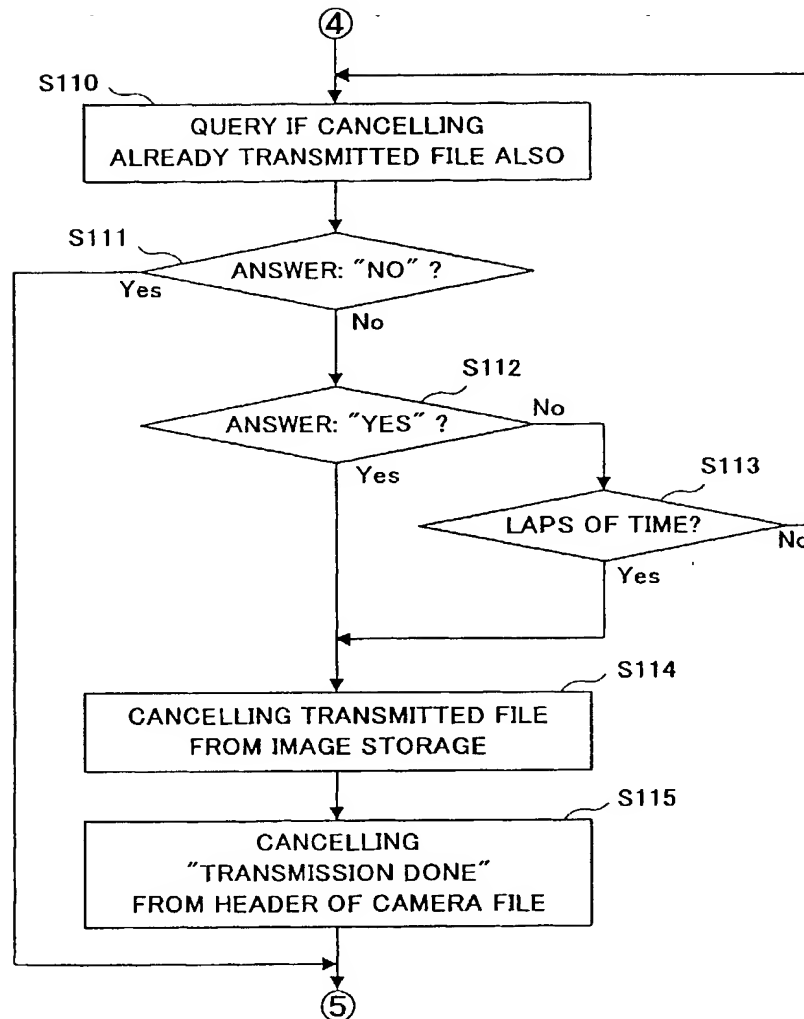 ④
S110
QUERY IF CANCELLING
ALREADY TRANSMITTED FILE ALSO
S111
ANSWER: "NO" ?
Yes
No
S112
ANSWER: "YES" ?
No
Yes
S113
LAPS OF TIME?
No
Yes
S114
CANCELLING TRANSMITTED FILE
FROM IMAGE STORAGE
S115
CANCELLING
"TRANSMISSION DONE"
FROM HEADER OF CAMERA FILE
⑤